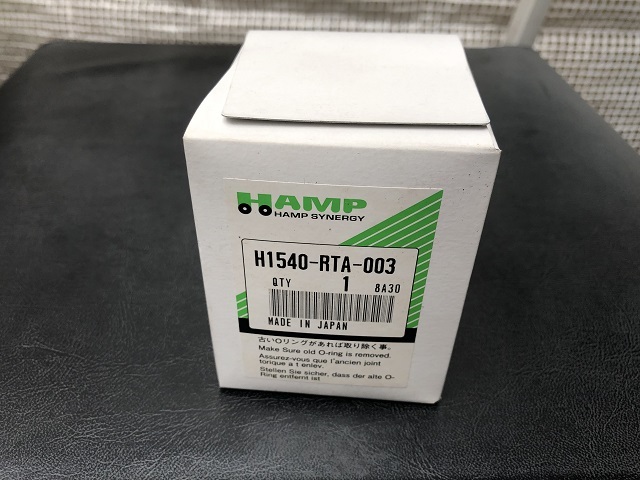 HAMP
HAMP SYNERGY
H1540-RTA-003
QTY 1 8A30
MADE IN JAPAN
古いOリングがあれば取り除く事。
Make Sure old O-ring is removed.
Assurez-vous que l'ancien joint
torique a t enlev.
Stellen Sie sicher, dass der alte O-
Ring entfernt ist